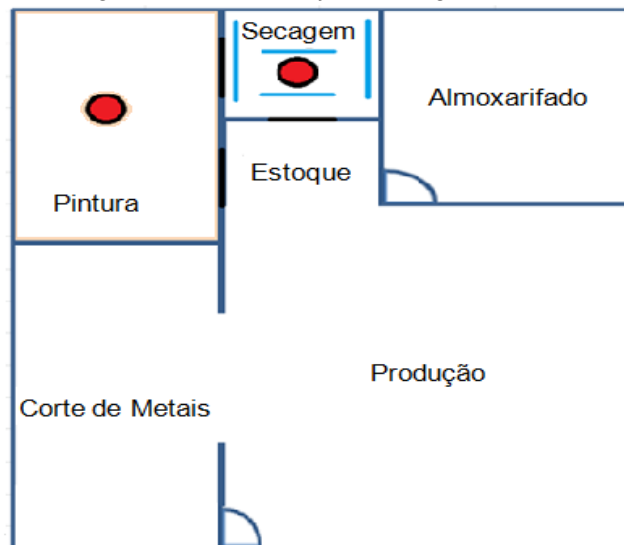 Secagem
Almoxarifado
Estoque
Pintura
Produção
Corte de Metais